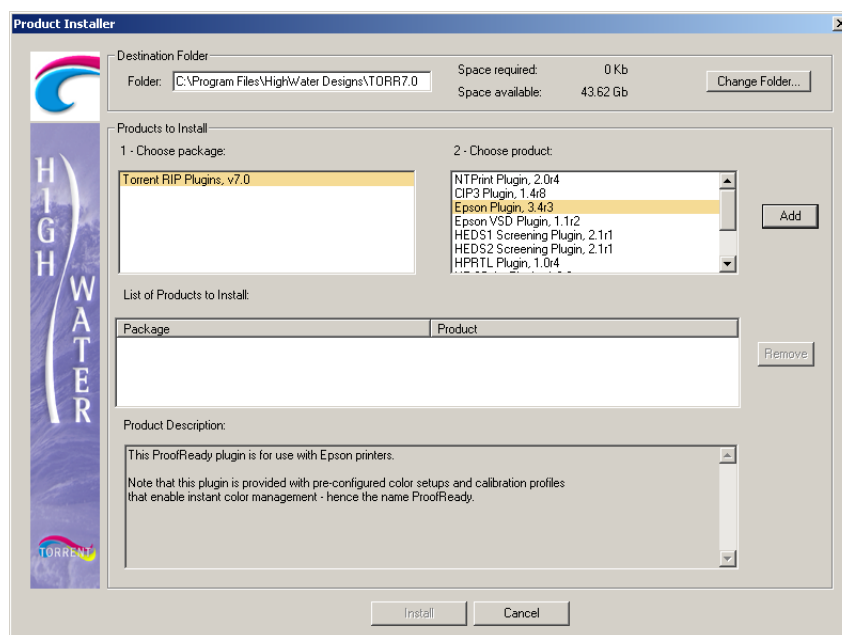 Product Installer
Destination Folder
Folder: C:\Program Files\HighWater Designs\TORR7.0
Space required: 0 Kb
Space available: 43.62 Gb
Change Folder...
HIGH WATER
TORRENT
Products to Install
1 - Choose package:
Torrent RIP Plugins, v7.0
2 - Choose product:
NTPrint Plugin, 2.0r4
CIP3 Plugin, 1.4r8
Epson Plugin, 3.4r3
Epson VSD Plugin, 1.1r2
HEDS1 Screening Plugin, 2.1r1
HEDS2 Screening Plugin, 2.1r1
HPRTL Plugin, 1.0r4
Add
List of Products to Install:
Package Product
Remove
Product Description:
This ProofReady plugin is for use with Epson printers.
Note that this plugin is provided with pre-configured color setups and calibration profiles
that enable instant color management - hence the name ProofReady.
Install Cancel